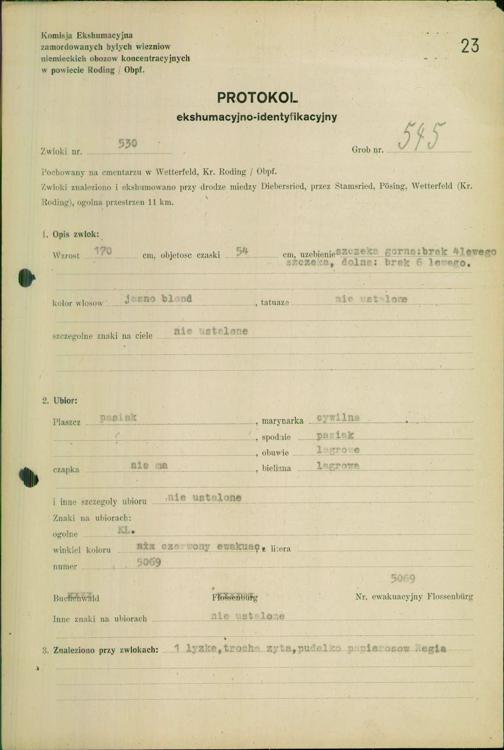 Komisja Ekshumacyjna
zamordowanych bylych wiezniow
niemieckich obozow koncentracyjnych
w powiecie Roding / Obpf.
23
PROTOKOL
ekshumacyjno-identyfikacyjny
Zwloki nr. 530 Grob nr. 545
Pochowany na cmentarzu w Wetterfeld, Kr. Roding / Obpf.
Zwloki znaleziono i ekshumowano przy drodze miedzy Diebersried, przez Stamsried, Pösing, Wetterfeld (Kr.
Roding), ogolna przestrzen 11 km.
1. Opis zwlok:
Wzrost 170 cm, objetosc czaski 54 cm, uzebienie szczeka gorna:brak 4lewego
szczeka, dolna: brak 6 lewego.
kolor wlosow jasno blond , tatuaze nie ustalone
szczegolne znaki na ciele nie ustalone
2. Ubior:
Plaszcz pasiak , marynarka cywilna
, spodnie pasiak
, obuwie lagrowe
czapka nie ma , bielizna lagrowa
i inne szczegoly ubioru nie ustalone
Znaki na ubiorach:
ogolne KL.
winkiel koloru czerwony ewakuac, litera
numer 5069
5069
Buchenwald Flossenbürg Nr. ewakuacyjny Flossenbürg
Inne znaki na ubiorach nie ustalone
3. Znaleziono przy zwlokach: 1 lyzka,trocha zyta,pudelko papierosow Regia